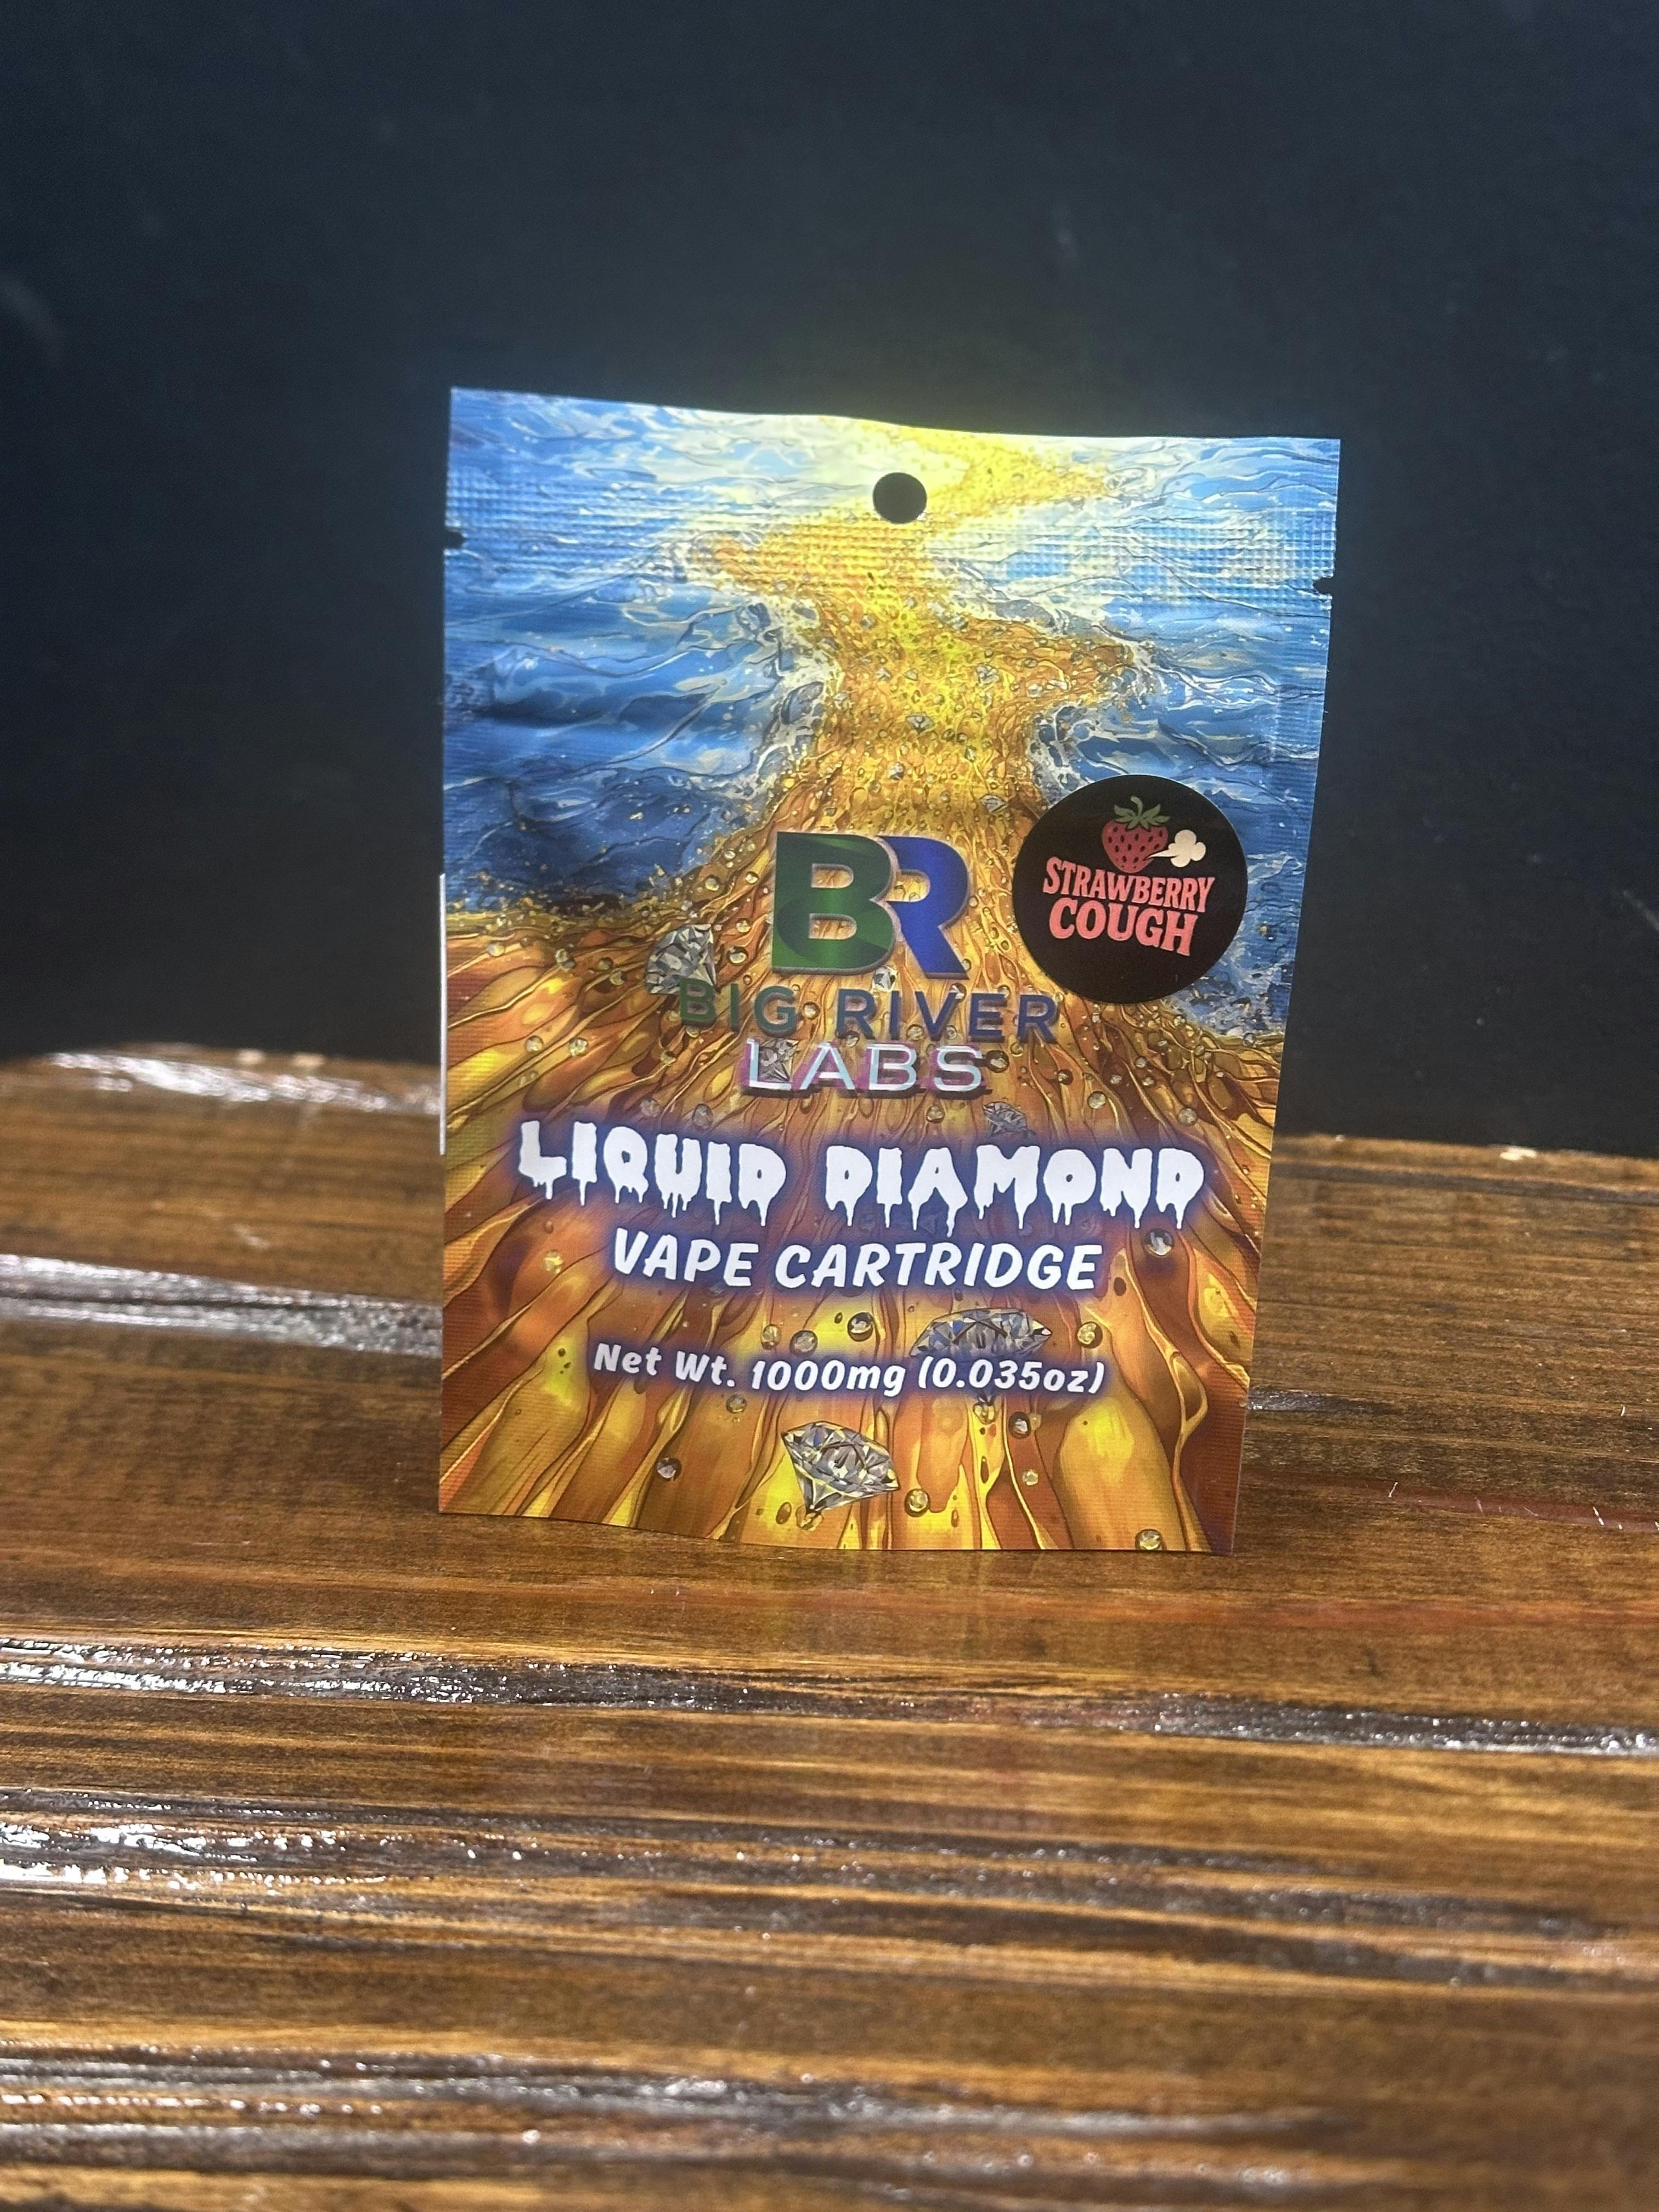 STRAWBERRY
COUGH
BR
BIG RIVER
LABS
LIQUID DIAMOND
VAPE CARTRIDGE
Net Wt. 1000mg (0.035oz)